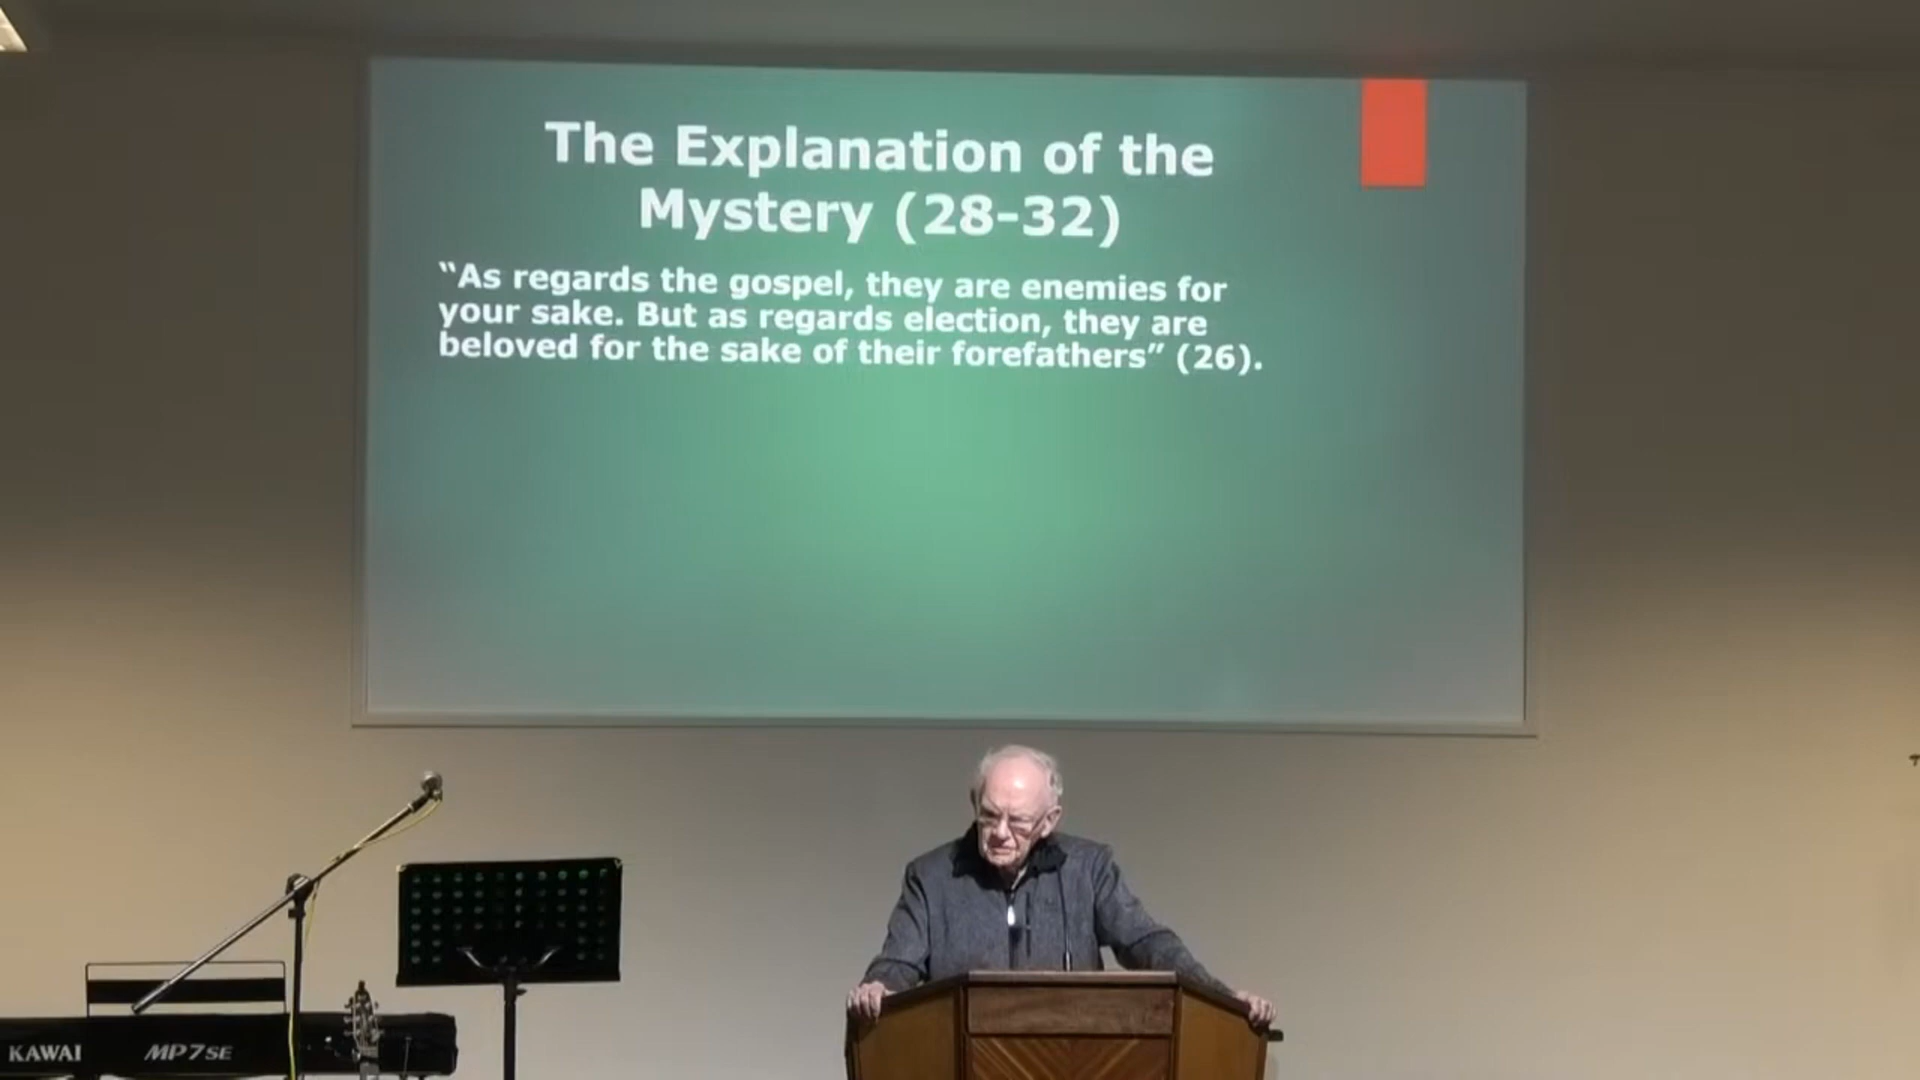 The Explanation of the
Mystery (28-32)
“As regards the gospel, they are enemies for
your sake. But as regards election, they are
beloved for the sake of their forefathers” (26).
KAWAI MP7SE